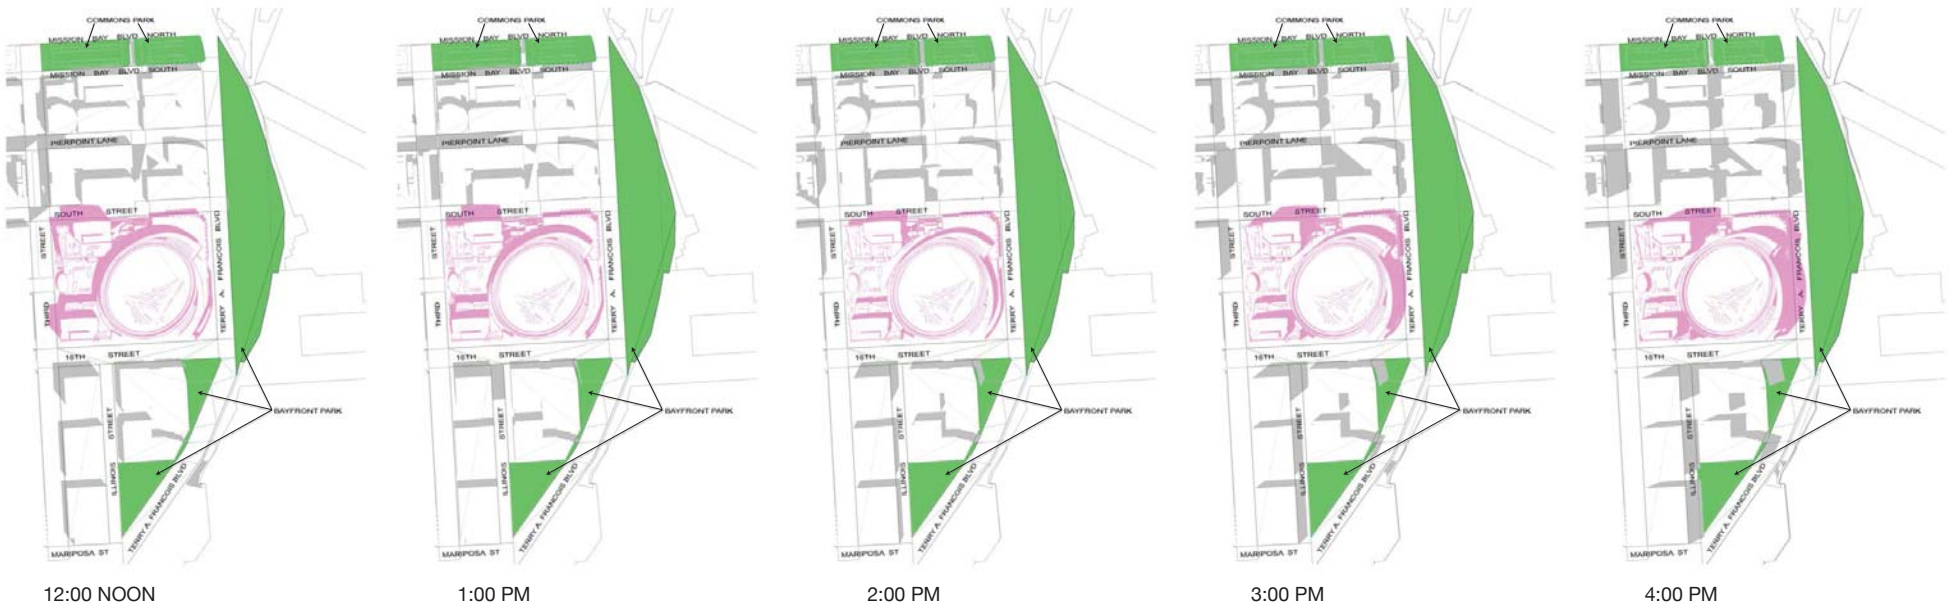 COMMONS PARK
MISSION BAY BLVD NORTH
MISSION BAY BLVD SOUTH
PIERPOINT LANE
SOUTH STREET
THIRD STREET
TERRY A. FRANCOIS BLVD
16TH STREET
BAYFRONT PARK
ILLINOIS STREET
TERRY A. FRANCOIS BLVD
MARIPOSA ST
12:00 NOON
COMMONS PARK
MISSION BAY BLVD NORTH
MISSION BAY BLVD SOUTH
PIERPOINT LANE
SOUTH STREET
THIRD STREET
TERRY A. FRANCOIS BLVD
16TH STREET
BAYFRONT PARK
ILLINOIS STREET
TERRY A. FRANCOIS BLVD
MARIPOSA ST
1:00 PM
COMMONS PARK
MISSION BAY BLVD NORTH
MISSION BAY BLVD SOUTH
PIERPOINT LANE
SOUTH STREET
THIRD STREET
TERRY A. FRANCOIS BLVD
16TH STREET
BAYFRONT PARK
ILLINOIS STREET
TERRY A. FRANCOIS BLVD
MARIPOSA ST
2:00 PM
COMMONS PARK
MISSION BAY BLVD NORTH
MISSION BAY BLVD SOUTH
PIERPOINT LANE
SOUTH STREET
THIRD STREET
TERRY A. FRANCOIS BLVD
16TH STREET
BAYFRONT PARK
ILLINOIS STREET
TERRY A. FRANCOIS BLVD
MARIPOSA ST
3:00 PM
COMMONS PARK
MISSION BAY BLVD NORTH
MISSION BAY BLVD SOUTH
PIERPOINT LANE
SOUTH STREET
THIRD STREET
TERRY A. FRANCOIS BLVD
16TH STREET
BAYFRONT PARK
ILLINOIS STREET
TERRY A. FRANCOIS BLVD
MARIPOSA ST
4:00 PM